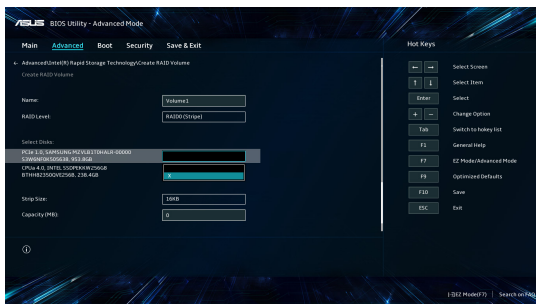 ASUS BIOS Utility - Advanced Mode
Main Advanced Boot Security Save & Exit
Hot Keys
← Advanced\Intel(R) Rapid Storage Technology\Create RAID Volume
Create RAID Volume
Name: Volume1
RAID Level: RAID0 (Stripe)
Select Disks:
PCIe 1.0, SAMSUNG MZVLB1T0HALR-00000
S3W6NF0K505638, 953.8GB
CPUa 4.0, INTEL SSDPEKKW256GB
BTHH82350QVE256B, 238.4GB
X
Strip Size: 16KB
Capacity (MB): 0
← → Select Screen
↑ ↓ Select Item
Enter Select
+ − Change Option
Tab Switch to hokey list
F1 General Help
F7 EZ Mode/Advanced Mode
F9 Optimized Defaults
F10 Save
ESC Exit
EZ Mode(F7) | Search on FAQ